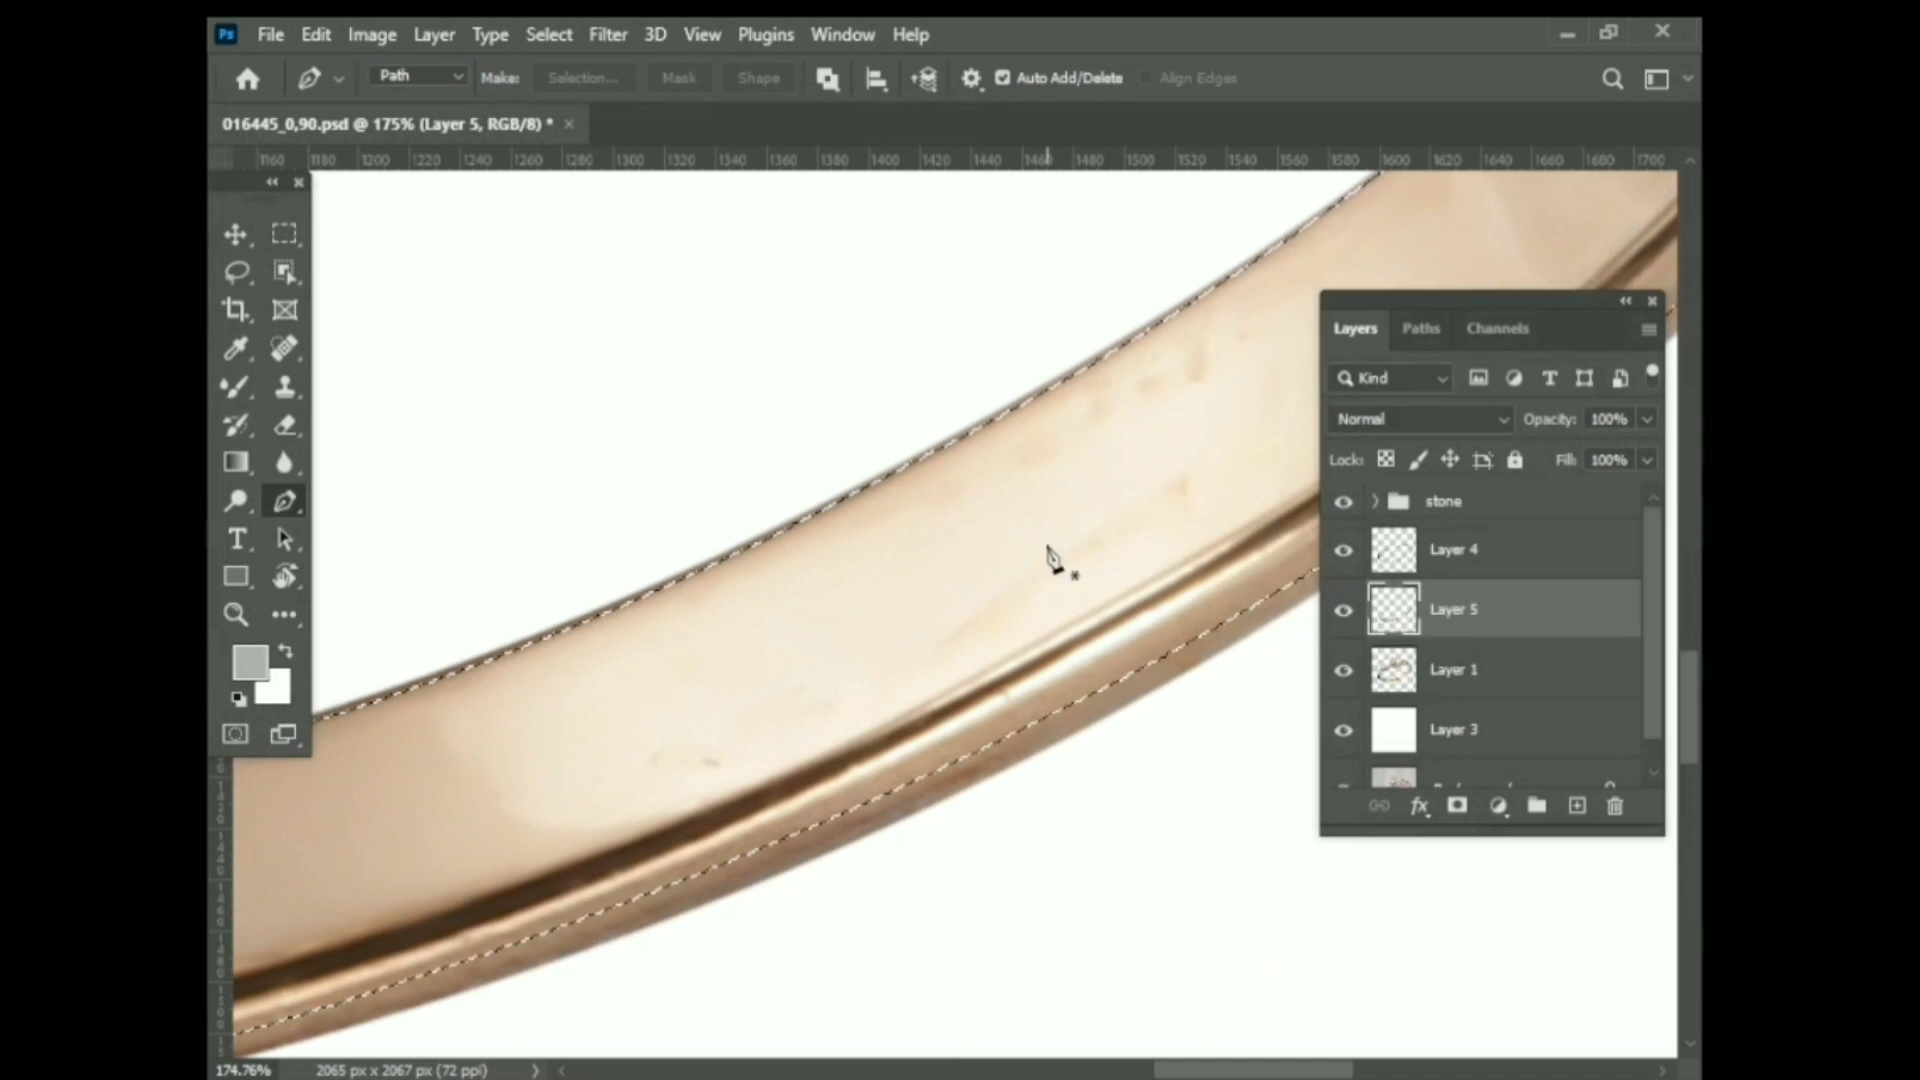 Ps File Edit Image Layer Type Select Filter 3D View Plugins Window Help
Path Make: Selection... Mask Shape Auto Add/Delete Align Edges
016445_0,90.psd @ 175% (Layer 5, RGB/8) *
1160 1180 1200 1220 1240 1260 1280 1300 1320 1340 1360 1380 1400 1420 1440 1460 1480 1500 1520 1540 1560 1580 1600 1620 1640 1660 1680 1700
Layers Paths Channels
Kind
Normal Opacity: 100%
Lock: Fill: 100%
stone
Layer 4
Layer 5
Layer 1
Layer 3
fx
174.76% 2065 px x 2067 px (72 ppi)